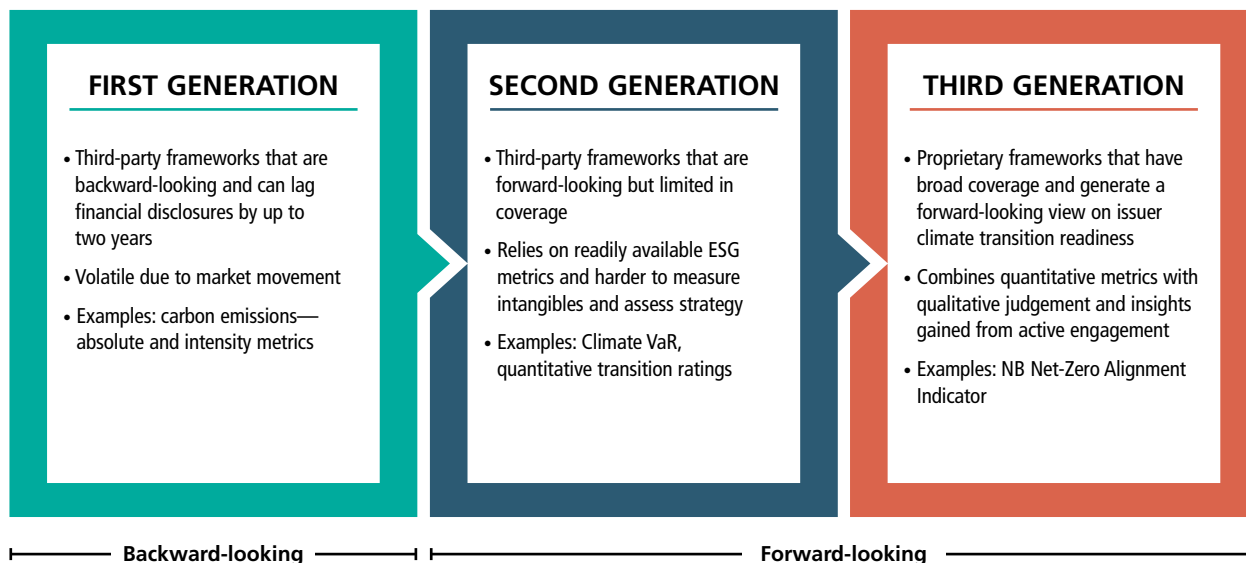 FIRST GENERATION
• Third-party frameworks that are
backward-looking and can lag
financial disclosures by up to
two years
• Volatile due to market movement
• Examples: carbon emissions—
absolute and intensity metrics
SECOND GENERATION
• Third-party frameworks that are
forward-looking but limited in
coverage
• Relies on readily available ESG
metrics and harder to measure
intangibles and assess strategy
• Examples: Climate VaR,
quantitative transition ratings
THIRD GENERATION
• Proprietary frameworks that have
broad coverage and generate a
forward-looking view on issuer
climate transition readiness
• Combines quantitative metrics with
qualitative judgement and insights
gained from active engagement
• Examples: NB Net-Zero Alignment
Indicator
Backward-looking
Forward-looking